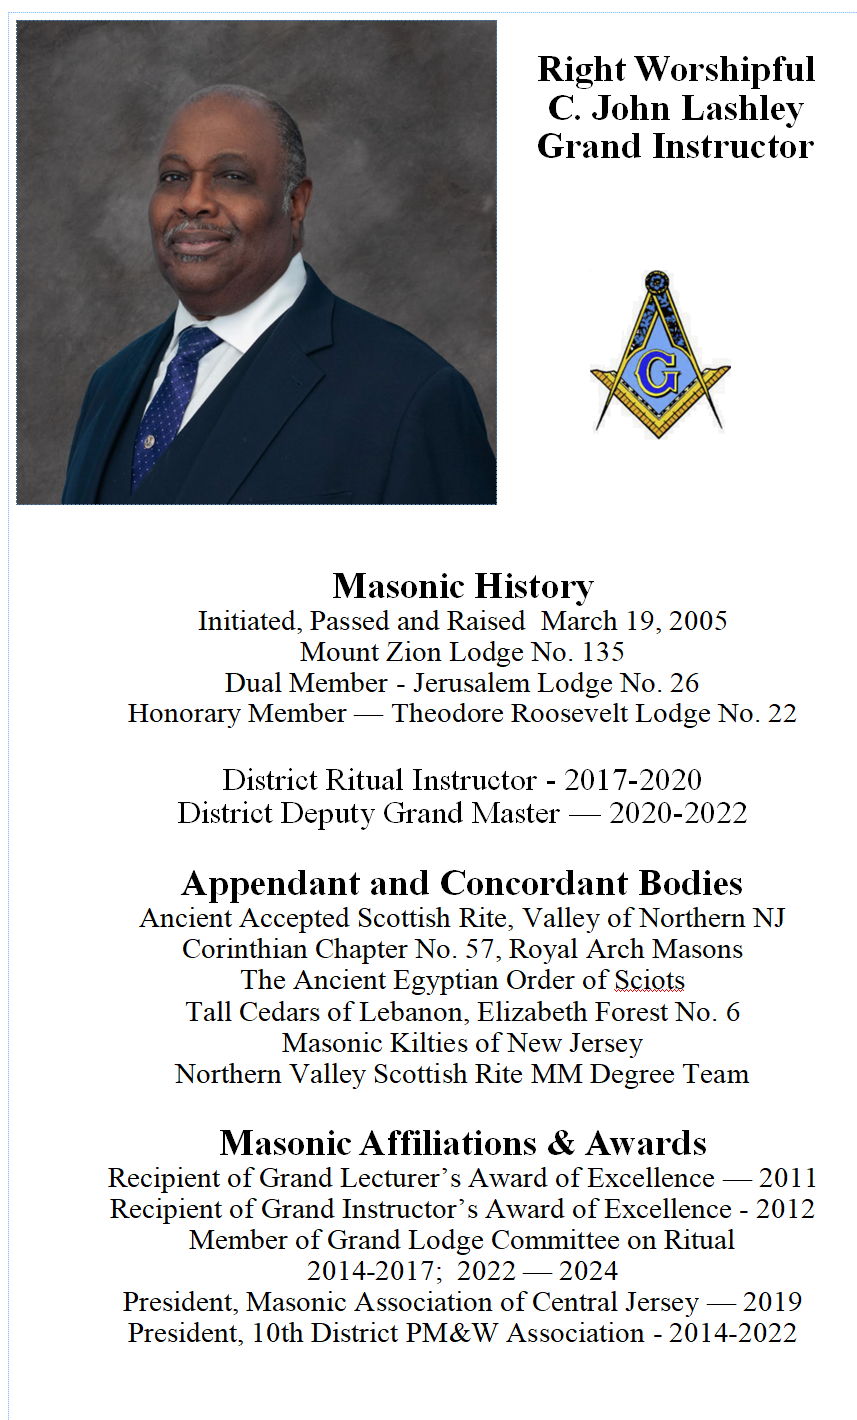 Right Worshipful
C. John Lashley
Grand Instructor
G
Masonic History
Initiated, Passed and Raised  March 19, 2005
Mount Zion Lodge No. 135
Dual Member - Jerusalem Lodge No. 26
Honorary Member — Theodore Roosevelt Lodge No. 22
District Ritual Instructor - 2017-2020
District Deputy Grand Master — 2020-2022
Appendant and Concordant Bodies
Ancient Accepted Scottish Rite, Valley of Northern NJ
Corinthian Chapter No. 57, Royal Arch Masons
The Ancient Egyptian Order of Sciots
Tall Cedars of Lebanon, Elizabeth Forest No. 6
Masonic Kilties of New Jersey
Northern Valley Scottish Rite MM Degree Team
Masonic Affiliations & Awards
Recipient of Grand Lecturer’s Award of Excellence — 2011
Recipient of Grand Instructor’s Award of Excellence - 2012
Member of Grand Lodge Committee on Ritual
2014-2017;  2022 — 2024
President, Masonic Association of Central Jersey — 2019
President, 10th District PM&W Association - 2014-2022